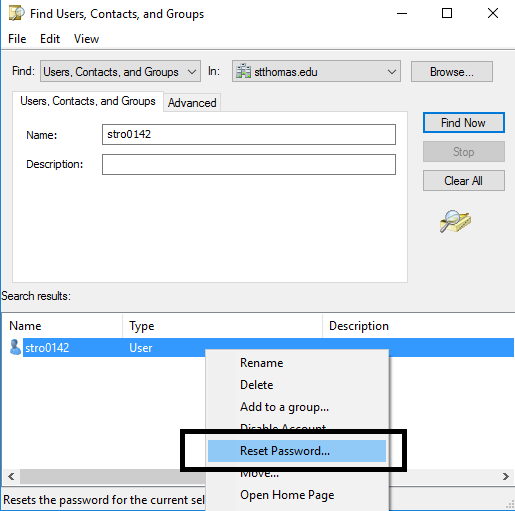 Find Users, Contacts, and Groups
File Edit View
Find: Users, Contacts, and Groups In: stthomas.edu Browse...
Users, Contacts, and Groups Advanced
Name: stro0142
Description:
Find Now
Stop
Clear All
Search results:
Name Type Description
stro0142 User
Rename
Delete
Add to a group...
Disable Account
Reset Password...
Move...
Open Home Page
Resets the password for the current sel